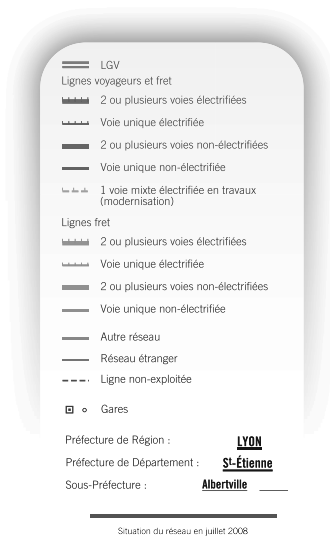 LGV
Lignes voyageurs et fret
2 ou plusieurs voies électrifiées
Voie unique électrifiée
2 ou plusieurs voies non-électrifiées
Voie unique non-électrifiée
1 voie mixte électrifiée en travaux
(modernisation)
Lignes fret
2 ou plusieurs voies électrifiées
Voie unique électrifiée
2 ou plusieurs voies non-électrifiées
Voie unique non-électrifiée
Autre réseau
Réseau étranger
Ligne non-exploitée
Gares
Préfecture de Région : LYON
Préfecture de Département : St-Étienne
Sous-Préfecture : Albertville
Situation du réseau en juillet 2008